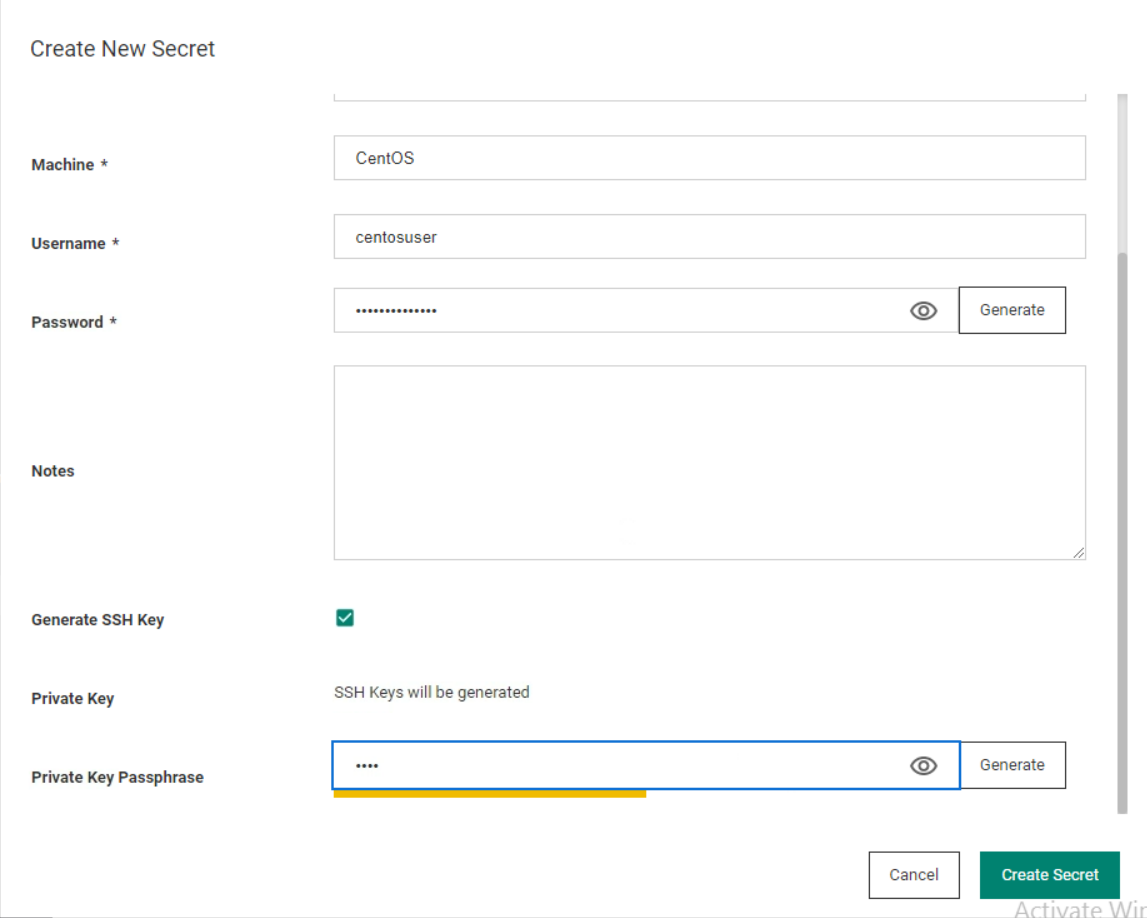 Create New Secret
Machine *
CentOS
Username *
centosuser
Password *
••••••••••••••
Generate
Notes
Generate SSH Key
Private Key
SSH Keys will be generated
Private Key Passphrase
••••
Generate
Cancel
Create Secret
Activate